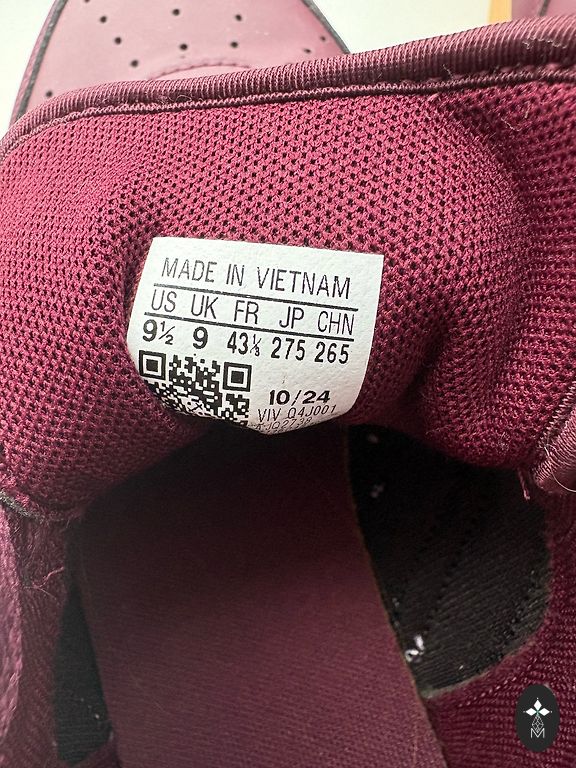 MADE IN VIETNAM
US UK FR JP CHN
9½ 9 43⅓ 275 265
10/24
VIV Q4J001
M